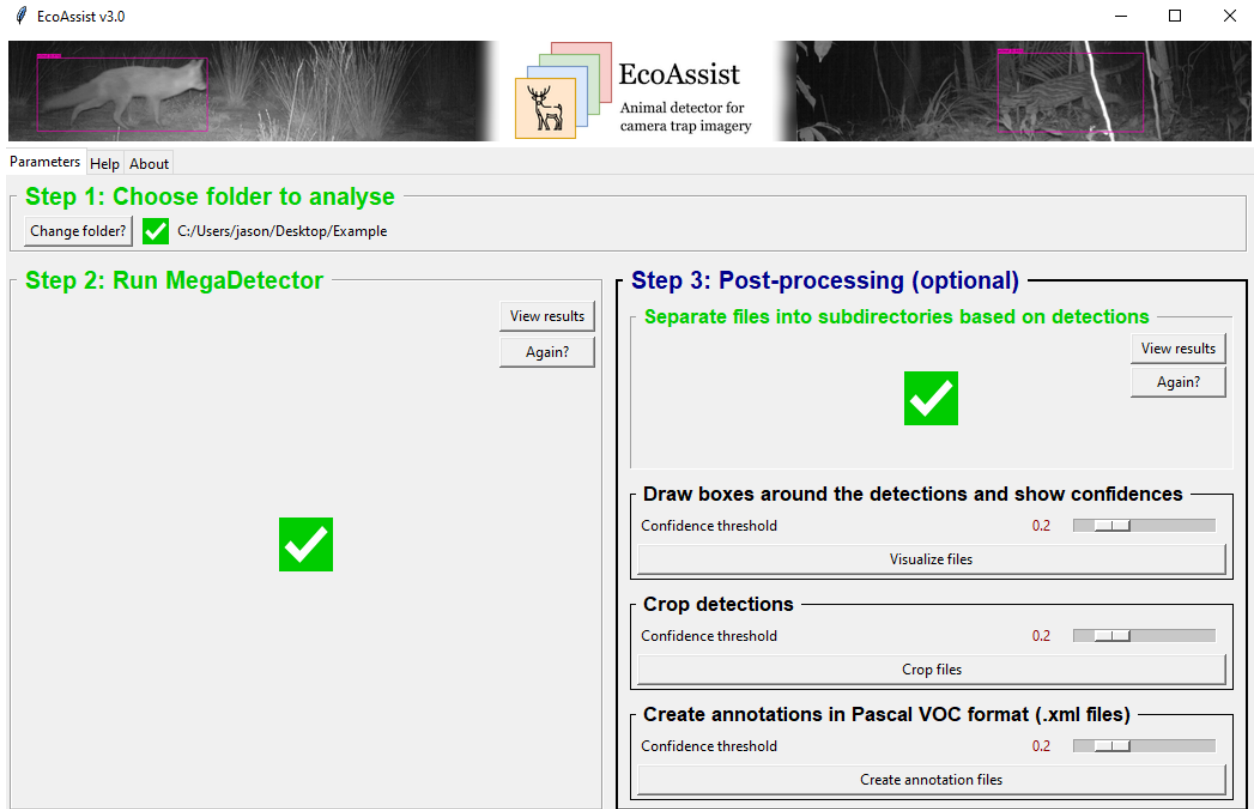 EcoAssist v3.0
EcoAssist
Animal detector for
camera trap imagery
Parameters Help About
Step 1: Choose folder to analyse
Change folder? C:/Users/jason/Desktop/Example
Step 2: Run MegaDetector
View results
Again?
Step 3: Post-processing (optional)
Separate files into subdirectories based on detections
View results
Again?
Draw boxes around the detections and show confidences
Confidence threshold 0.2
Visualize files
Crop detections
Confidence threshold 0.2
Crop files
Create annotations in Pascal VOC format (.xml files)
Confidence threshold 0.2
Create annotation files